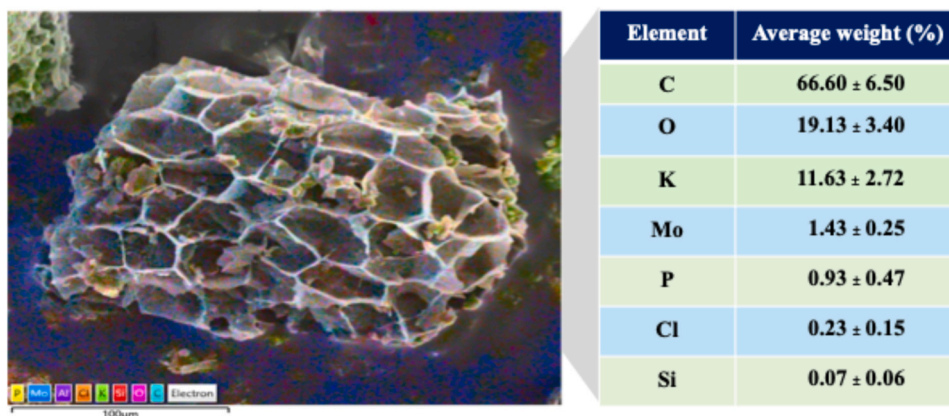 Element Average weight (%)
C 66.60 ± 6.50
O 19.13 ± 3.40
K 11.63 ± 2.72
Mo 1.43 ± 0.25
P 0.93 ± 0.47
Cl 0.23 ± 0.15
Si 0.07 ± 0.06
P Mo Al Cl K Si O C Electron
100µm